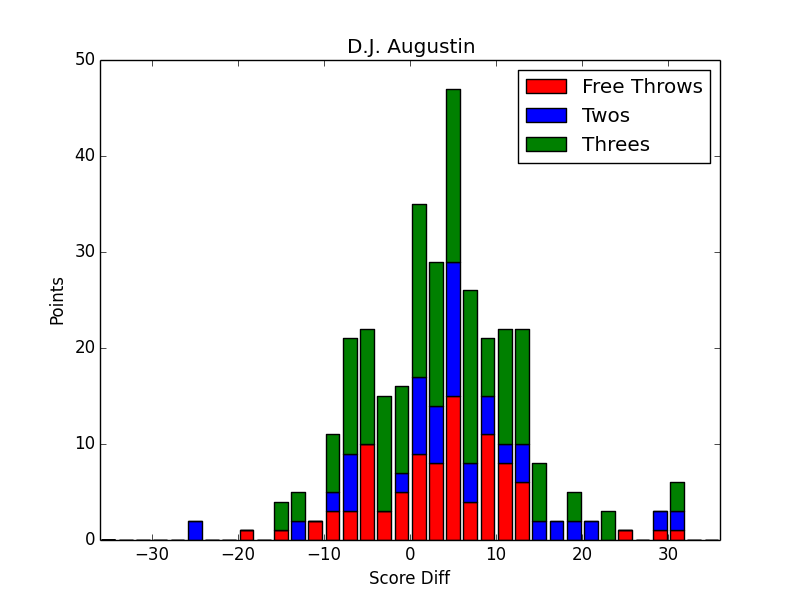 D.J. Augustin
50
40
30
20
10
0
Points
Free Throws
Twos
Threes
−30 −20 −10 0 10 20 30
Score Diff